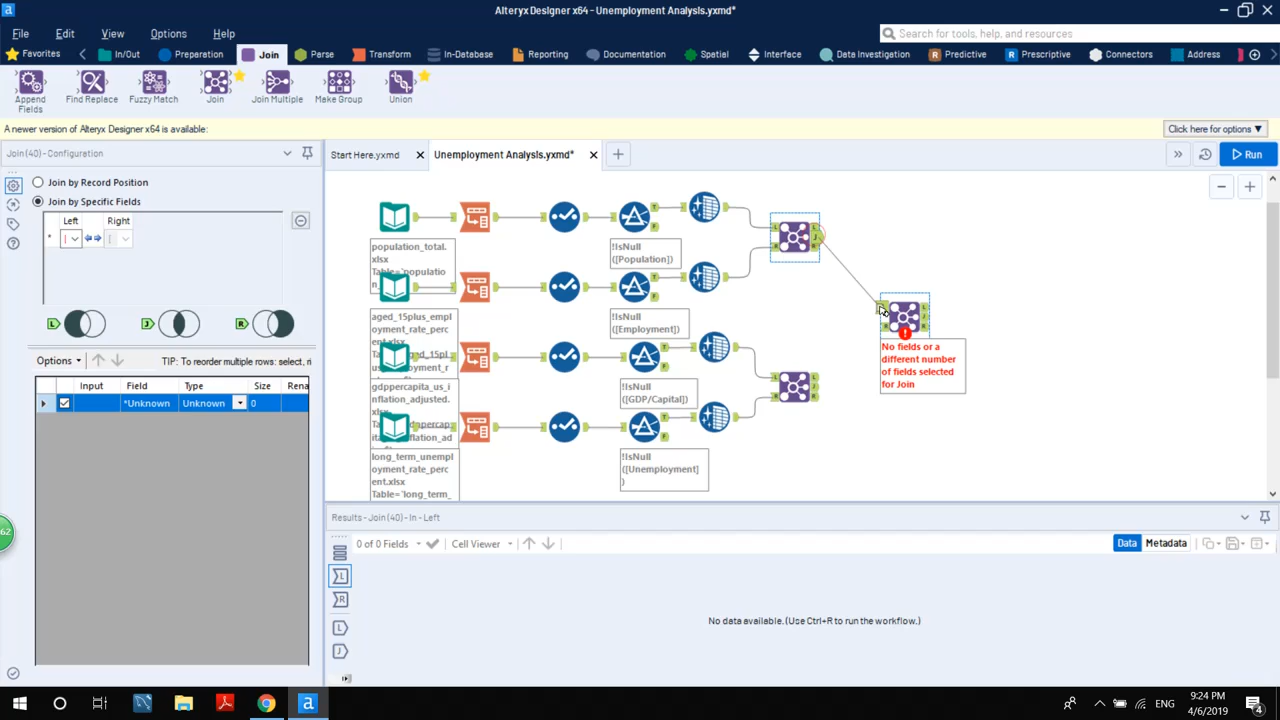 Alteryx Designer x64 - Unemployment Analysis.yxmd*
File Edit View Options Help
Search for tools, help, and resources
Favorites In/Out Preparation Join Parse Transform In-Database Reporting Documentation Spatial Interface Data Investigation Predictive Prescriptive Connectors Address
Append Fields
Find Replace
Fuzzy Match
Join
Join Multiple
Make Group
Union
A newer version of Alteryx Designer x64 is available:
Click here for options ▼
Join (40) - Configuration
Start Here.yxmd
Unemployment Analysis.yxmd*
Run
Join by Record Position
Join by Specific Fields
Left Right
L J R
Options
TIP: To reorder multiple rows: select, ri
Input Field Type Size Rena
*Unknown Unknown 0
population_total.
xlsx
Table='populatio
n_
!IsNull
([Population])
aged_15plus_empl
oyment_rate_perc
ent.xlsx
!IsNull
([Employment])
gdppercapita_us_i
nflation_adjusted.
!IsNull
([GDP/Capital])
long_term_unempl
oyment_rate_perc
ent.xlsx
Table='long_term_
!IsNull
([Unemployment]
)
No fields or a
different number
of fields selected
for Join
Results - Join (40) - In - Left
0 of 0 Fields Cell Viewer
Data Metadata
No data available. (Use Ctrl+R to run the workflow.)
62
ENG
9:24 PM
4/6/2019
4